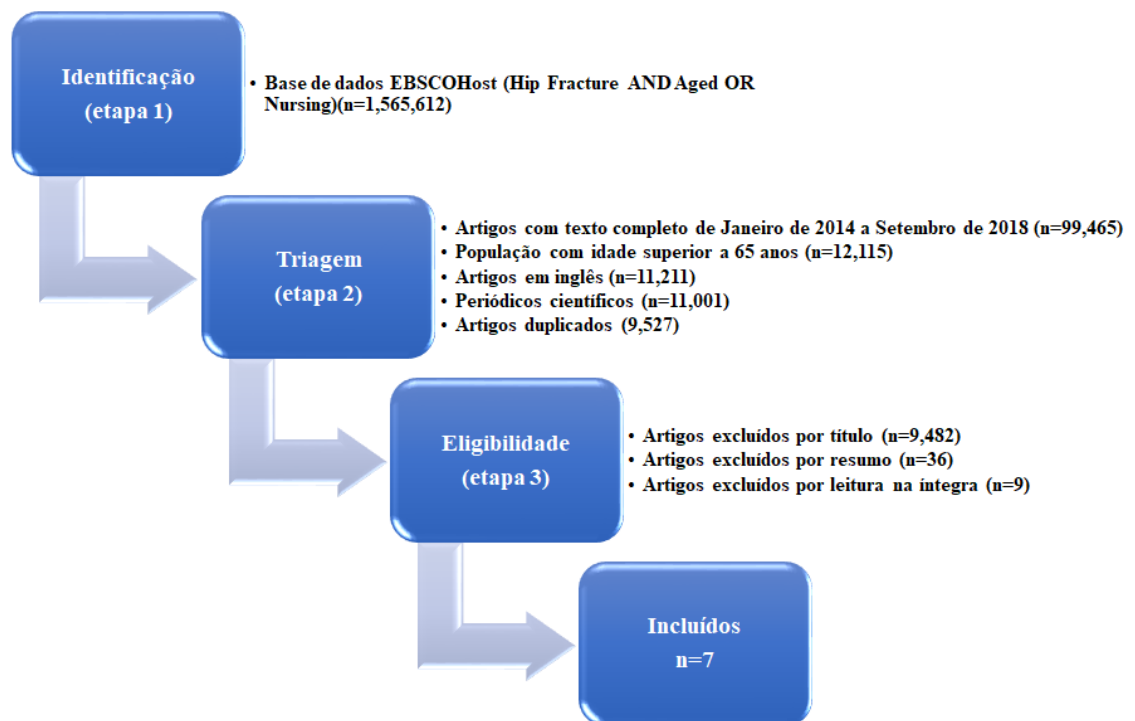 Identificação
(etapa 1)
• Base de dados EBSCOHost (Hip Fracture AND Aged OR
Nursing)(n=1,565,612)
Triagem
(etapa 2)
• Artigos com texto completo de Janeiro de 2014 a Setembro de 2018 (n=99,465)
• População com idade superior a 65 anos (n=12,115)
• Artigos em inglês (n=11,211)
• Periódicos científicos (n=11,001)
• Artigos duplicados (9,527)
Eligibilidade
(etapa 3)
• Artigos excluídos por título (n=9,482)
• Artigos excluídos por resumo (n=36)
• Artigos excluídos por leitura na íntegra (n=9)
Incluídos
n=7